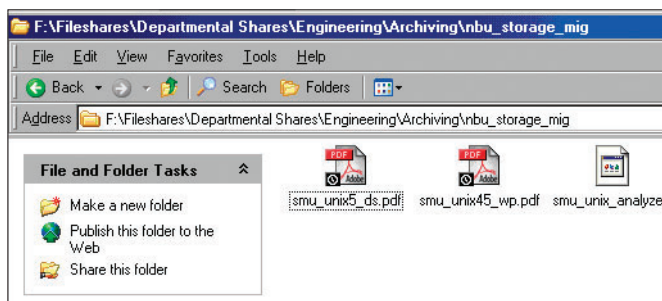 F:\Fileshares\Departmental Shares\Engineering\Archiving\nbu_storage_mig
File Edit View Favorites Tools Help
Back Search Folders
Address F:\Fileshares\Departmental Shares\Engineering\Archiving\nbu_storage_mig
File and Folder Tasks
Make a new folder
Publish this folder to the
Web
Share this folder
PDF Adobe PDF Adobe
smu_unix5_ds.pdf smu_unix45_wp.pdf smu_unix_analyze